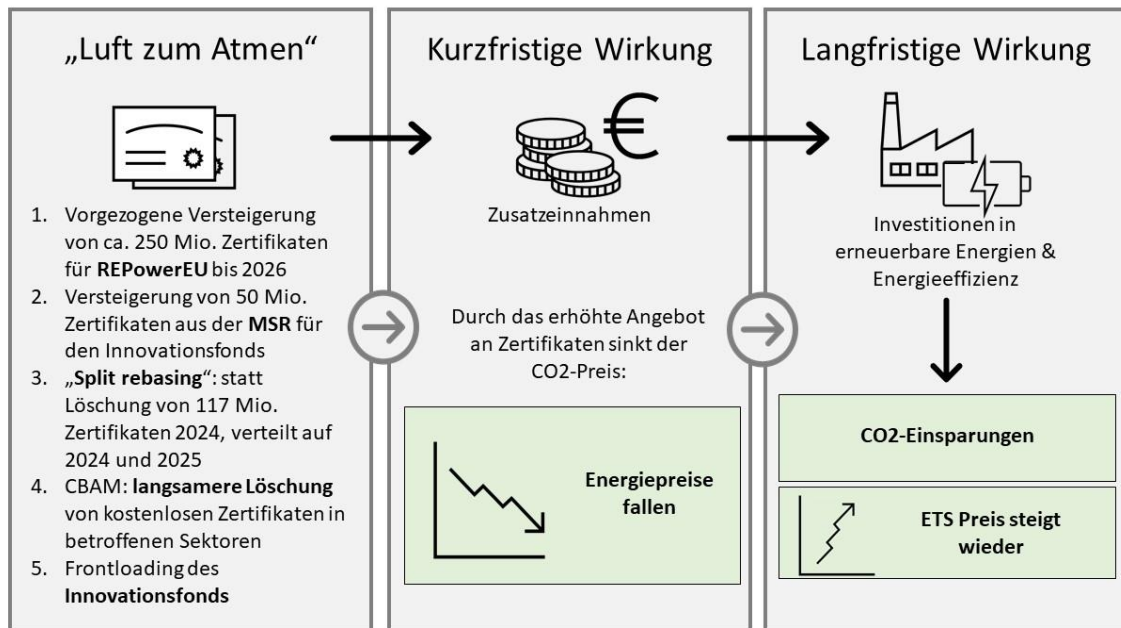 „Luft zum Atmen“
1. Vorgezogene Versteigerung
von ca. 250 Mio. Zertifikaten
für REPowerEU bis 2026
2. Versteigerung von 50 Mio.
Zertifikaten aus der MSR für
den Innovationsfonds
3. „Split rebasing“: statt
Löschung von 117 Mio.
Zertifikaten 2024, verteilt auf
2024 und 2025
4. CBAM: langsamere Löschung
von kostenlosen Zertifikaten in
betroffenen Sektoren
5. Frontloading des
Innovationsfonds
Kurzfristige Wirkung
€
Zusatzeinnahmen
Durch das erhöhte Angebot
an Zertifikaten sinkt der
CO2-Preis:
Energiepreise
fallen
Langfristige Wirkung
Investitionen in
erneuerbare Energien &
Energieeffizienz
CO2-Einsparungen
ETS Preis steigt
wieder